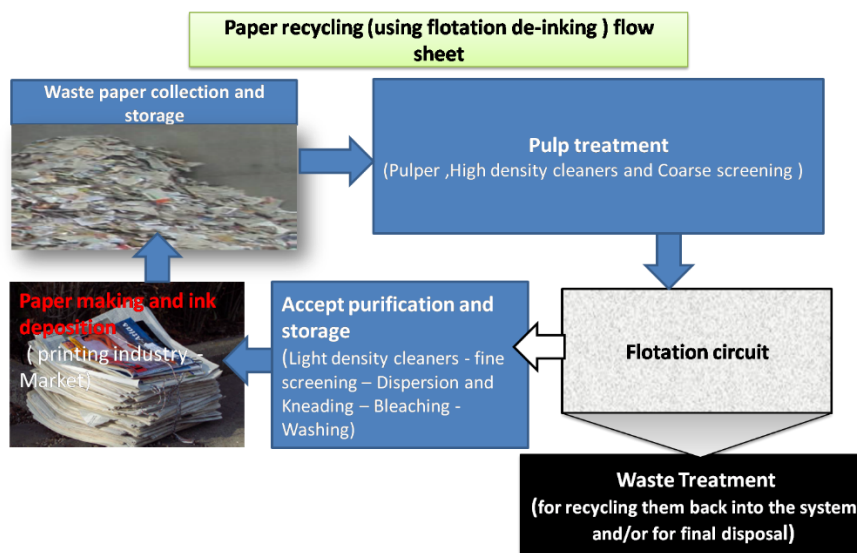 Paper recycling (using flotation de-inking ) flow
sheet
Waste paper collection and
storage
Pulp treatment
(Pulper ,High density cleaners and Coarse screening )
Flotation circuit
Waste Treatment
(for recycling them back into the system
and/or for final disposal)
Accept purification and
storage
(Light density cleaners - fine
screening – Dispersion and
Kneading – Bleaching -
Washing)
Paper making and ink
deposition
( printing industry -
Market)